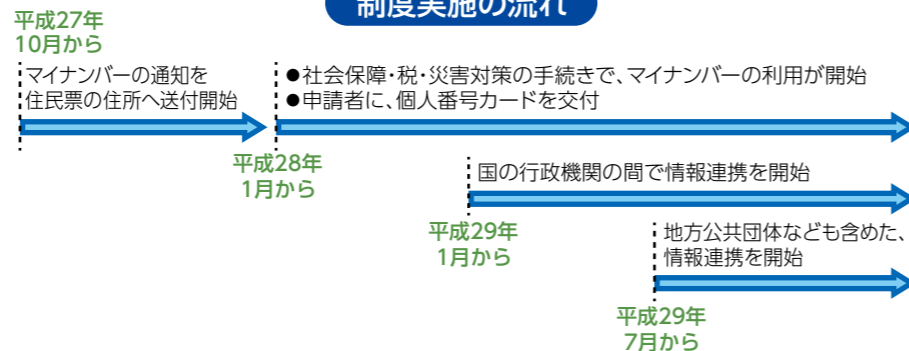 制度実施の流れ
平成27年
10月から
マイナンバーの通知を
住民票の住所へ送付開始
●社会保障・税・災害対策の手続きで、マイナンバーの利用が開始
●申請者に、個人番号カードを交付
平成28年
1月から
国の行政機関の間で情報連携を開始
平成29年
1月から
地方公共団体なども含めた、
情報連携を開始
平成29年
7月から